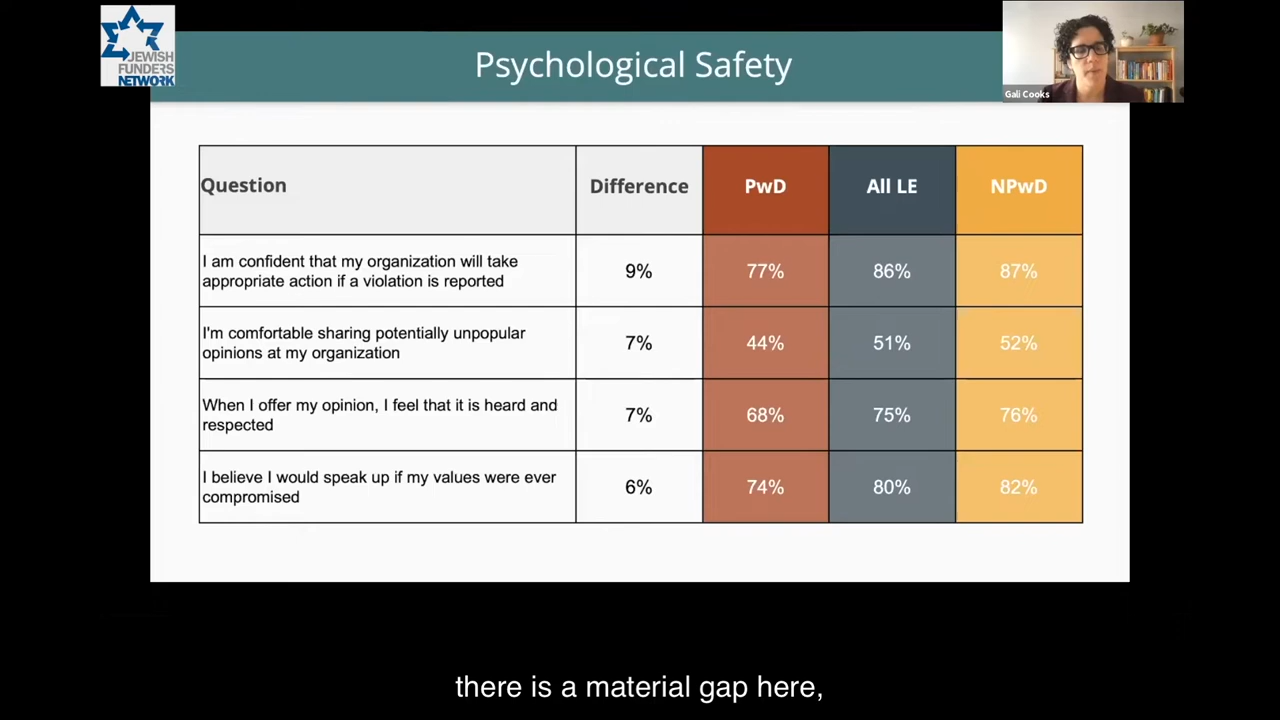 JEWISH
FUNDERS
NETWORK
Psychological Safety
Gali Cooks
Question
Difference
PwD
All LE
NPwD
I am confident that my organization will take
appropriate action if a violation is reported
9%
77%
86%
87%
I'm comfortable sharing potentially unpopular
opinions at my organization
7%
44%
51%
52%
When I offer my opinion, I feel that it is heard and
respected
7%
68%
75%
76%
I believe I would speak up if my values were ever
compromised
6%
74%
80%
82%
there is a material gap here,